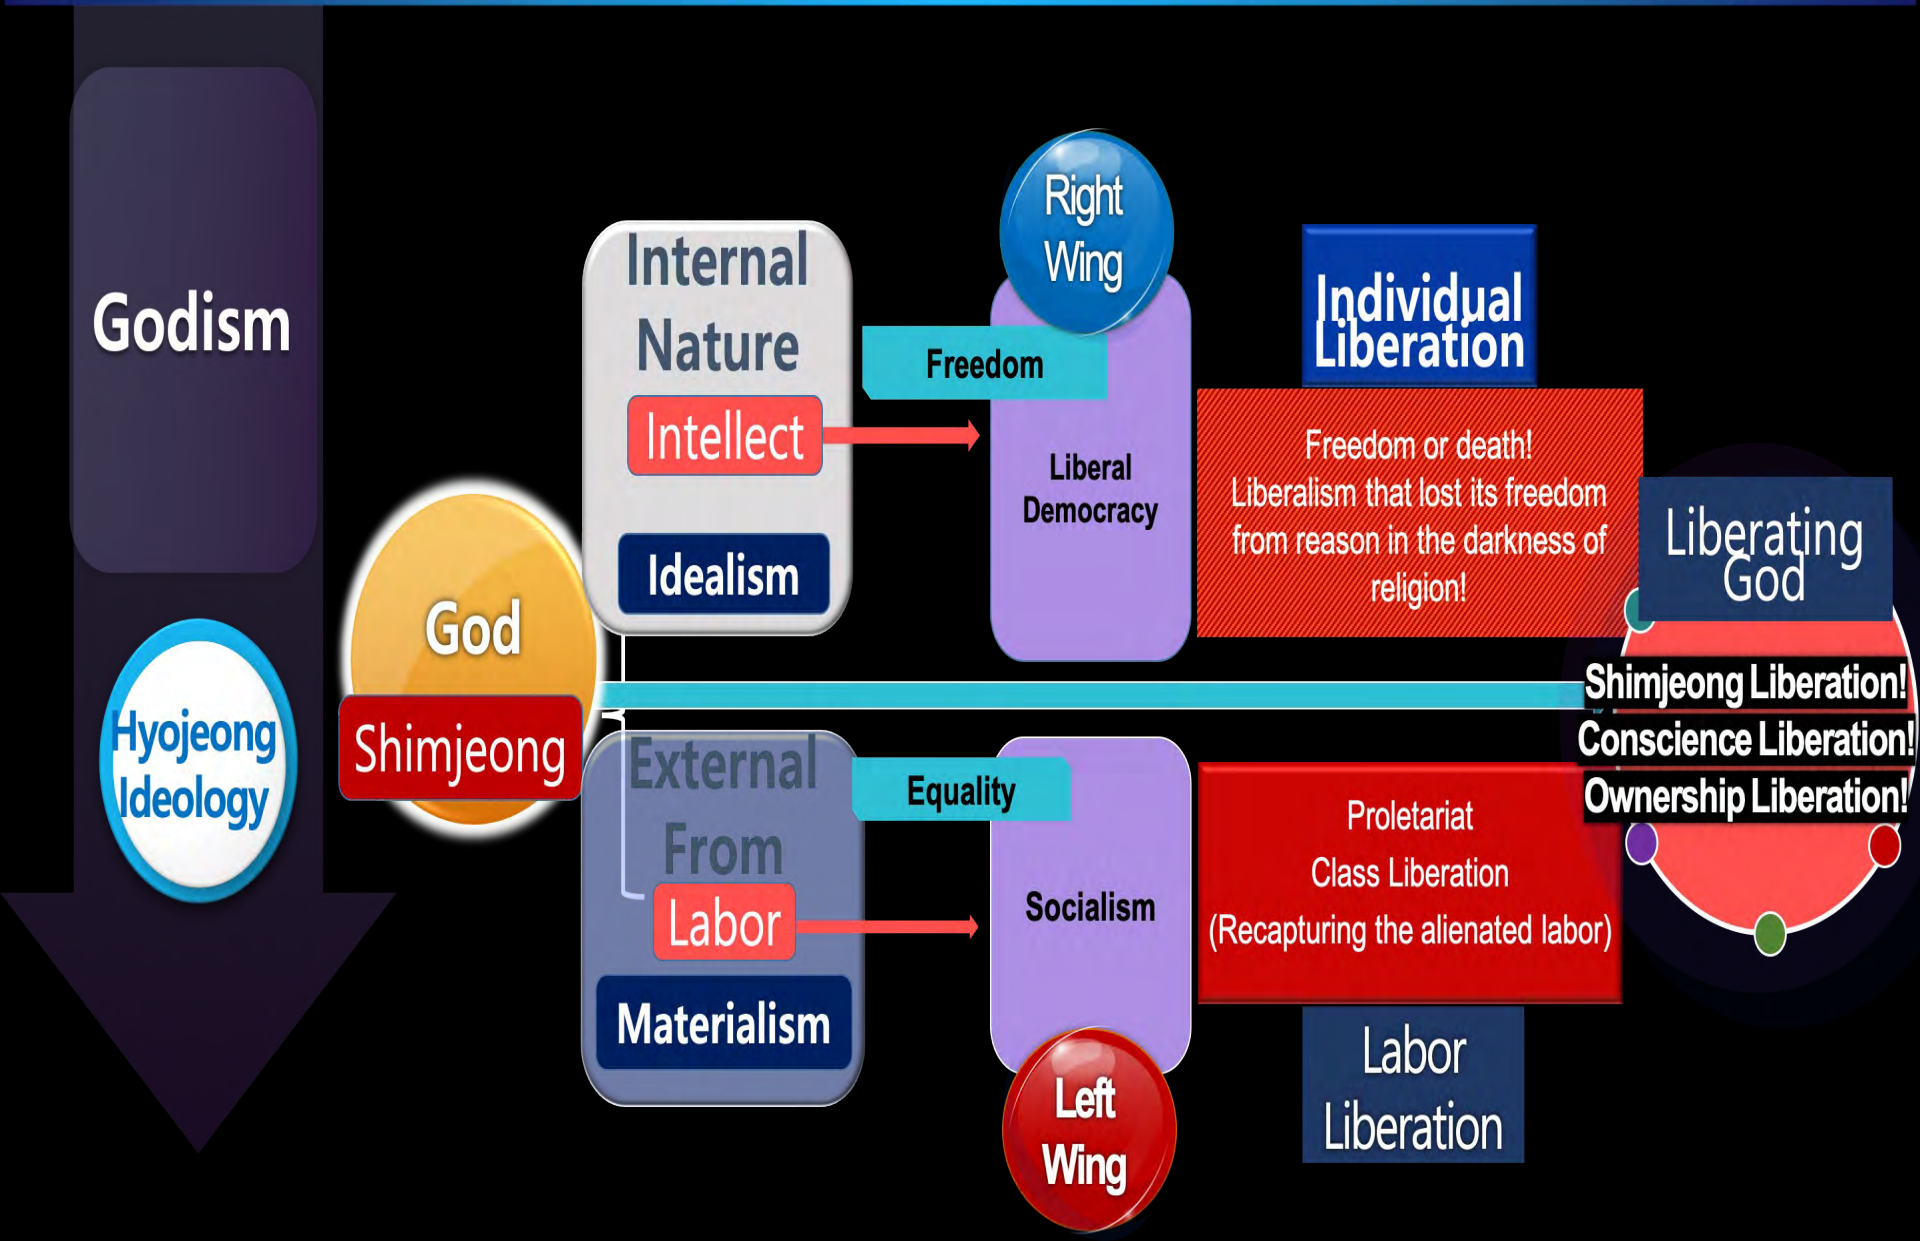 Godism
Hyojeong
Ideology
God
Shimjeong
Internal
Nature
Intellect
Idealism
External
From
Labor
Materialism
Freedom
Equality
Right
Wing
Liberal
Democracy
Socialism
Left
Wing
Individual
Liberation
Freedom or death!
Liberalism that lost its freedom
from reason in the darkness of
religion!
Proletariat
Class Liberation
(Recapturing the alienated labor)
Labor
Liberation
Liberating
God
Shimjeong Liberation!
Conscience Liberation!
Ownership Liberation!